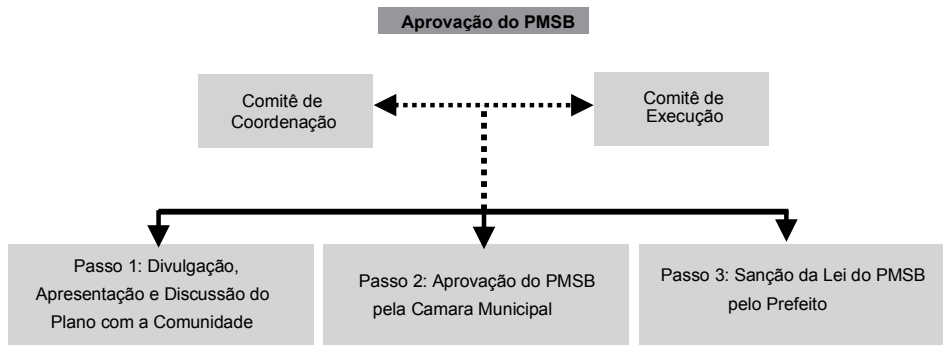 Aprovação do PMSB
Comitê de
Coordenação
Comitê de
Execução
Passo 1: Divulgação,
Apresentação e Discussão do
Plano com a Comunidade
Passo 2: Aprovação do PMSB
pela Camara Municipal
Passo 3: Sanção da Lei do PMSB
pelo Prefeito